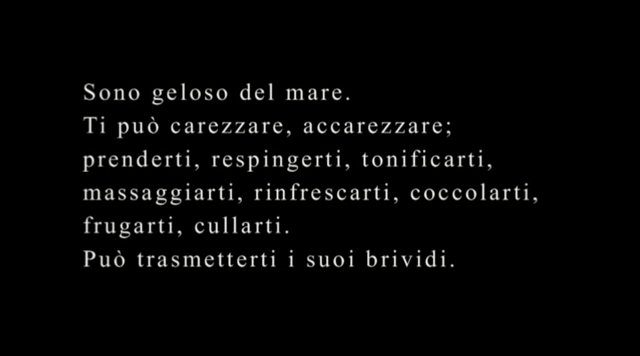 Sono geloso del mare.
Ti può carezzare, accarezzare;
prenderti, respingerti, tonificarti,
massaggiarti, rinfrescarti, coccolarti,
frugarti, cullarti.
Può trasmetterti i suoi brividi.